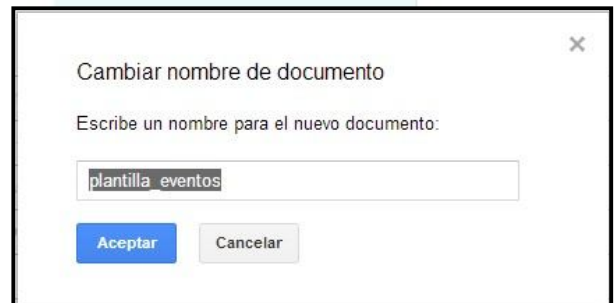 Cambiar nombre de documento
Escribe un nombre para el nuevo documento:
plantilla_eventos
Aceptar Cancelar